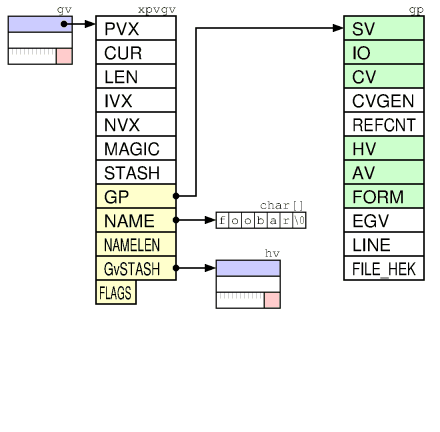 gv
xpvgv
gp
PVX
CUR
LEN
IVX
NVX
MAGIC
STASH
GP
NAME
NAMELEN
GvSTASH
FLAGS
char[]
f o o b a r \0
hv
SV
IO
CV
CVGEN
REFCNT
HV
AV
FORM
EGV
LINE
FILE_HEK